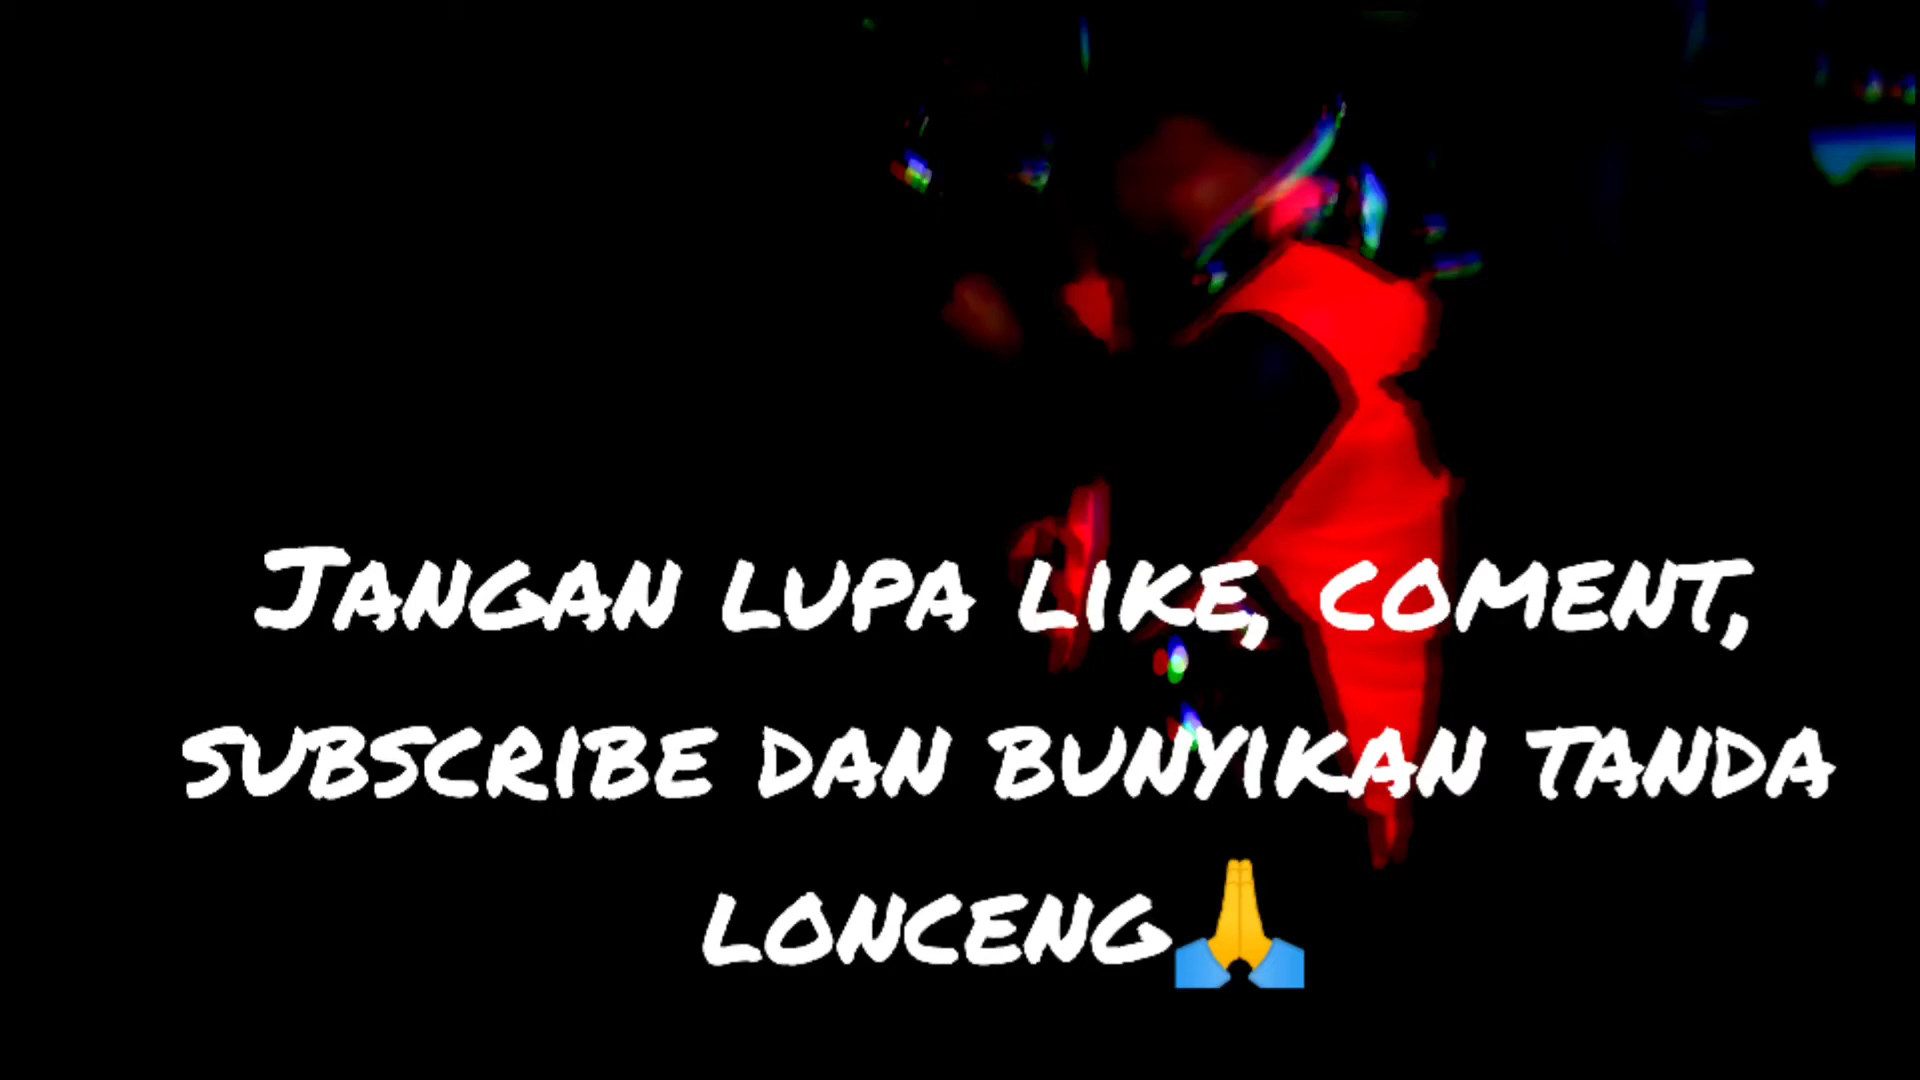 Jangan lupa like, coment,
subscribe dan bunyikan tanda
lonceng🙏